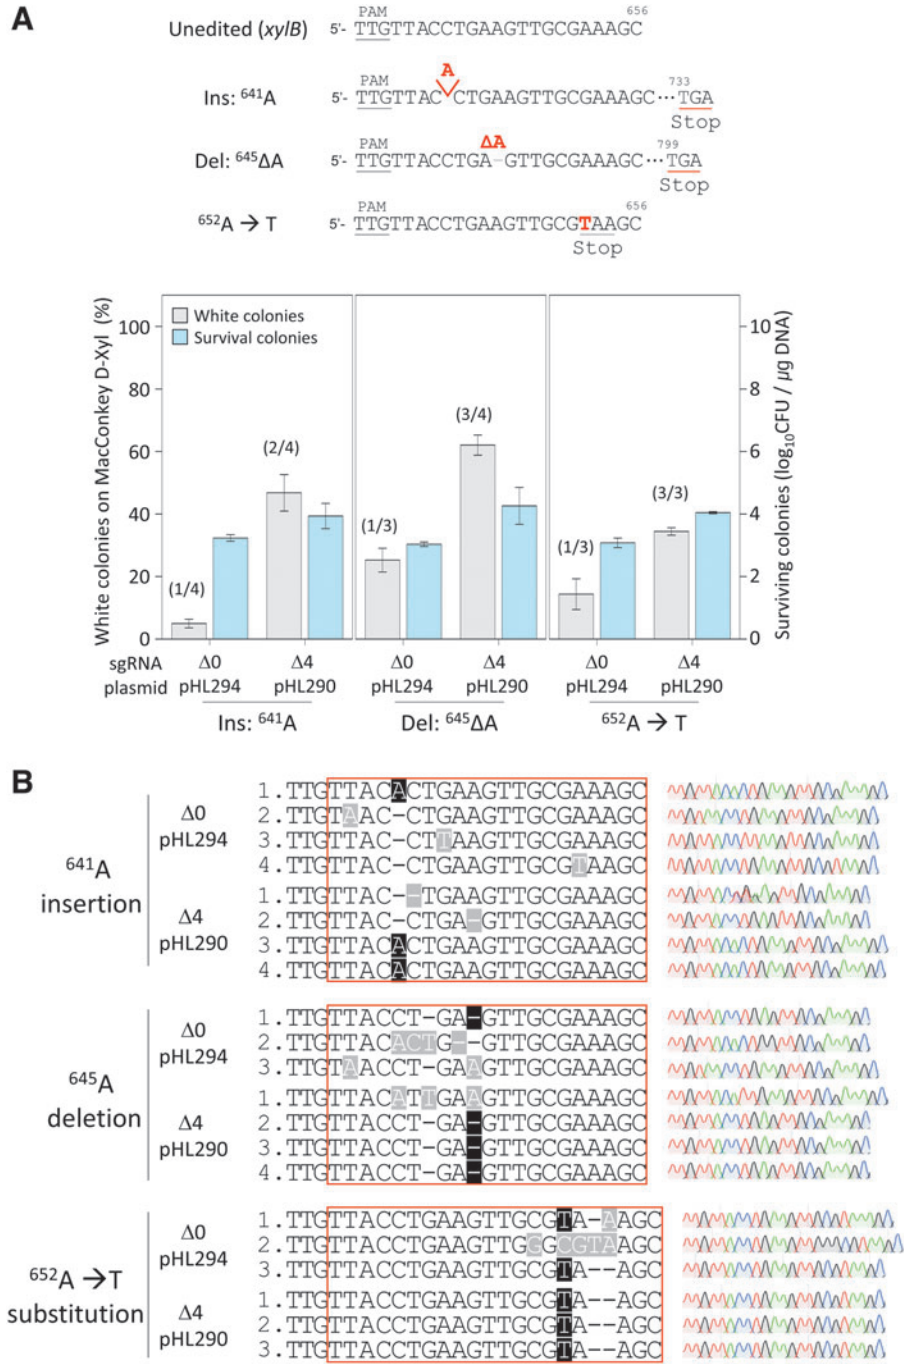 A
PAM
656
Unedited (xylB) 5'- TTGTTACCTGAAGTTGCGAAAGC
A
PAM
733
Ins: 641A 5'- TTGTTAC CTGAAGTTGCGAAAGC···TGA
Stop
ΔA
PAM
799
Del: 645ΔA 5'- TTGTTACCTGA-GTTGCGAAAGC···TGA
Stop
PAM
656
652A → T 5'- TTGTTACCTGAAGTTGCGTAAGC
Stop
White colonies on MacConkey D-Xyl (%)
Surviving colonies (log10CFU / µg DNA)
White colonies
Survival colonies
100
80
60
40
20
0
10
8
6
4
2
0
(1/4)
(2/4)
(1/3)
(3/4)
(1/3)
(3/3)
sgRNA Δ0 Δ4 Δ0 Δ4 Δ0 Δ4
plasmid pHL294 pHL290 pHL294 pHL290 pHL294 pHL290
Ins: 641A Del: 645ΔA 652A → T
B
641A
insertion
Δ0
pHL294
1.TTGTTACACTGAAGTTGCGAAAGC
2.TTGTAAC-CTGAAGTTGCGAAAGC
3.TTGTTAC-CTTAAGTTGCGAAAGC
4.TTGTTAC-CTGAAGTTGCGTAAGC
Δ4
pHL290
1.TTGTTAC--TGAAGTTGCGAAAGC
2.TTGTTAC-CTGA-GTTGCGAAAGC
3.TTGTTACACTGAAGTTGCGAAAGC
4.TTGTTACACTGAAGTTGCGAAAGC
645A
deletion
Δ0
pHL294
1.TTGTTACCT-GA-GTTGCGAAAGC
2.TTGTTACACTG--GTTGCGAAAGC
3.TTGTAACCT-GAAGTTGCGAAAGC
Δ4
pHL290
1.TTGTTACATTGAAGTTGCGAAAGC
2.TTGTTACCT-GA-GTTGCGAAAGC
3.TTGTTACCT-GA-GTTGCGAAAGC
4.TTGTTACCT-GA-GTTGCGAAAGC
652A → T
substitution
Δ0
pHL294
1.TTGTTACCTGAAGTTGCGTA-AAGC
2.TTGTTACCTGAAGTTGGGCGTAAGC
3.TTGTTACCTGAAGTTGCGTA--AGC
Δ4
pHL290
1.TTGTTACCTGAAGTTGCGTA--AGC
2.TTGTTACCTGAAGTTGCGTA--AGC
3.TTGTTACCTGAAGTTGCGTA--AGC